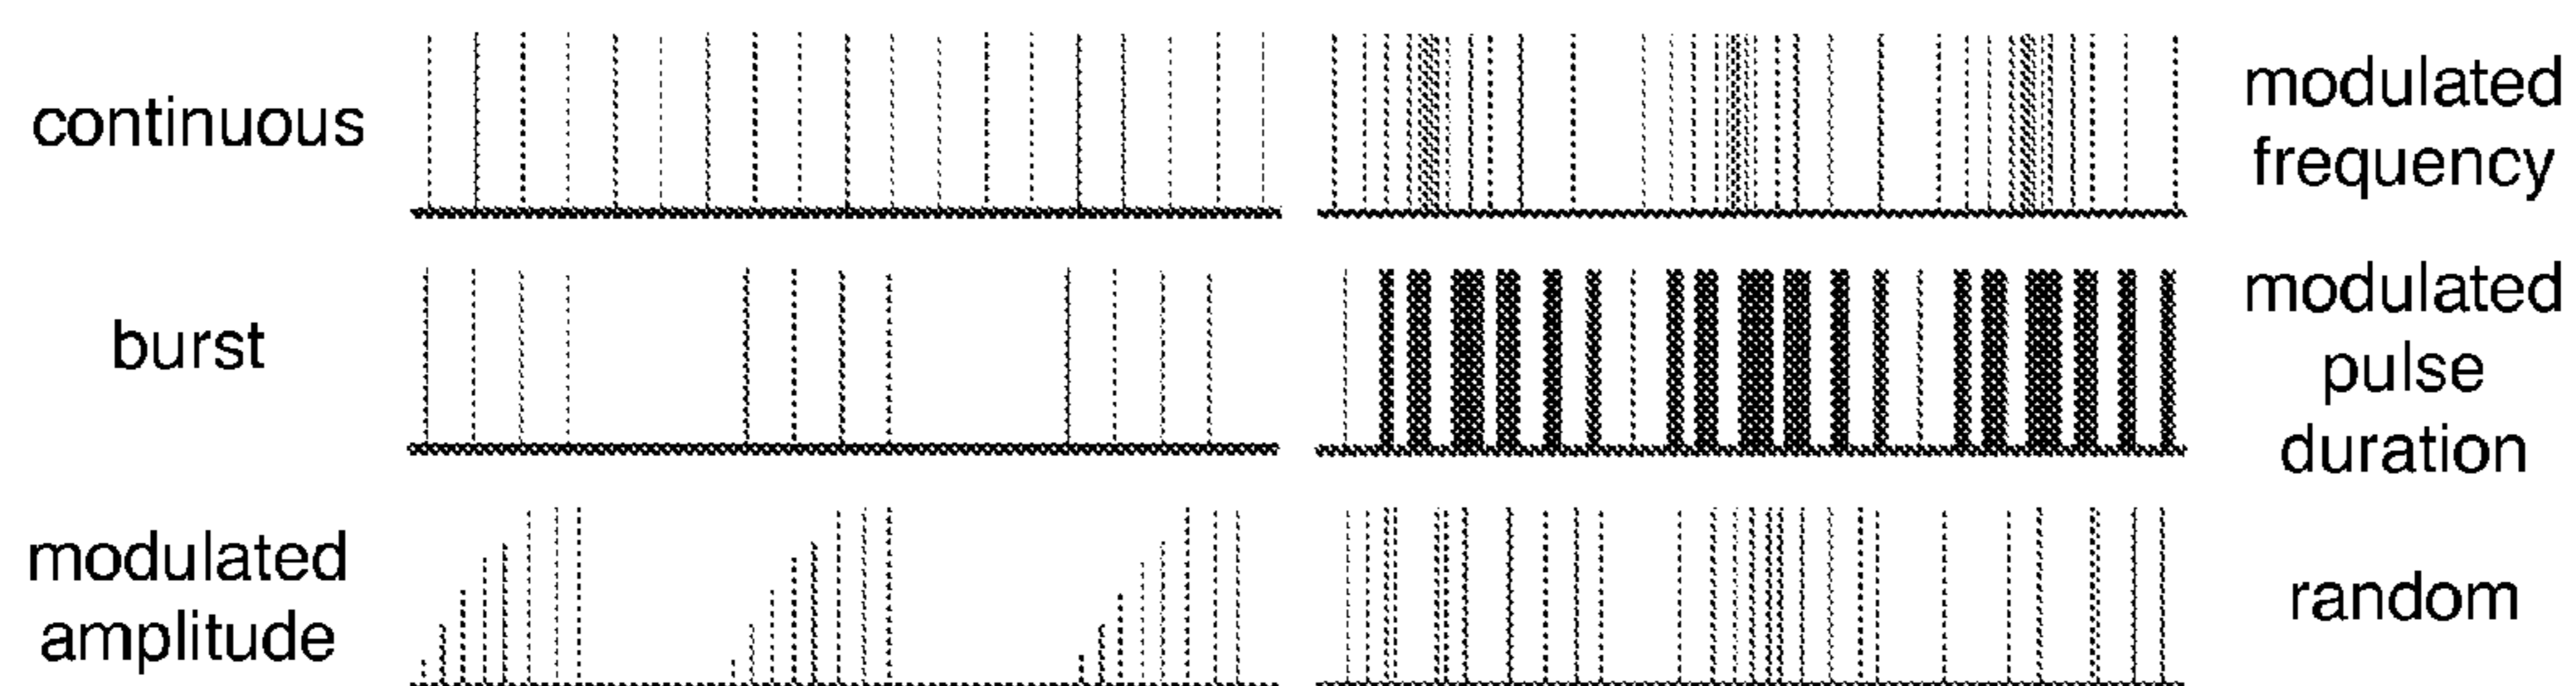 continuous
modulated
frequency
burst
modulated
pulse
duration
modulated
amplitude
random